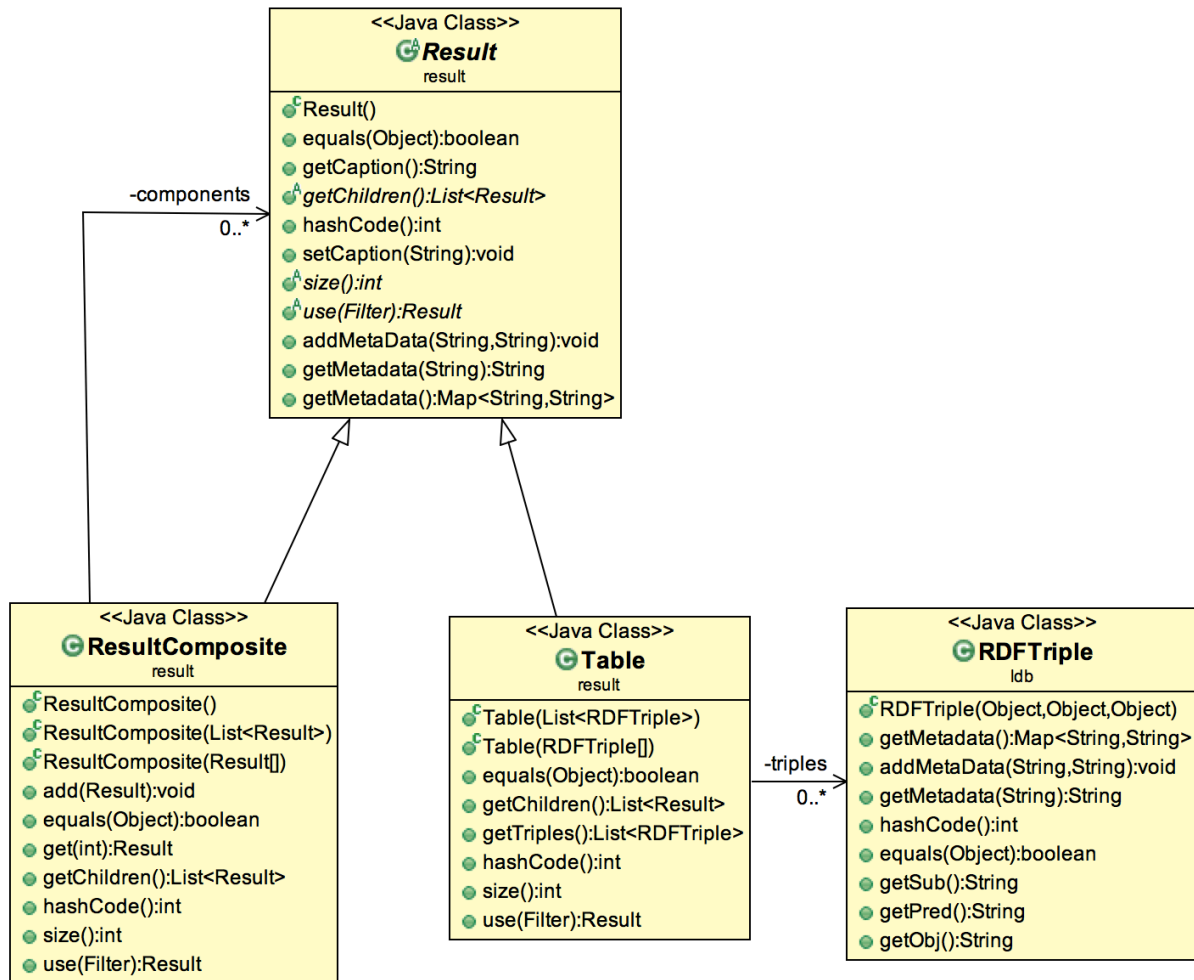 <<Java Class>>
Result
result
Result()
equals(Object):boolean
getCaption():String
getChildren():List<Result>
hashCode():int
setCaption(String):void
size():int
use(Filter):Result
addMetaData(String,String):void
getMetadata(String):String
getMetadata():Map<String,String>
-components
0..*
<<Java Class>>
ResultComposite
result
ResultComposite()
ResultComposite(List<Result>)
ResultComposite(Result[])
add(Result):void
equals(Object):boolean
get(int):Result
getChildren():List<Result>
hashCode():int
size():int
use(Filter):Result
<<Java Class>>
Table
result
Table(List<RDFTriple>)
Table(RDFTriple[])
equals(Object):boolean
getChildren():List<Result>
getTriples():List<RDFTriple>
hashCode():int
size():int
use(Filter):Result
-triples
0..*
<<Java Class>>
RDFTriple
ldb
RDFTriple(Object,Object,Object)
getMetadata():Map<String,String>
addMetaData(String,String):void
getMetadata(String):String
hashCode():int
equals(Object):boolean
getSub():String
getPred():String
getObj():String